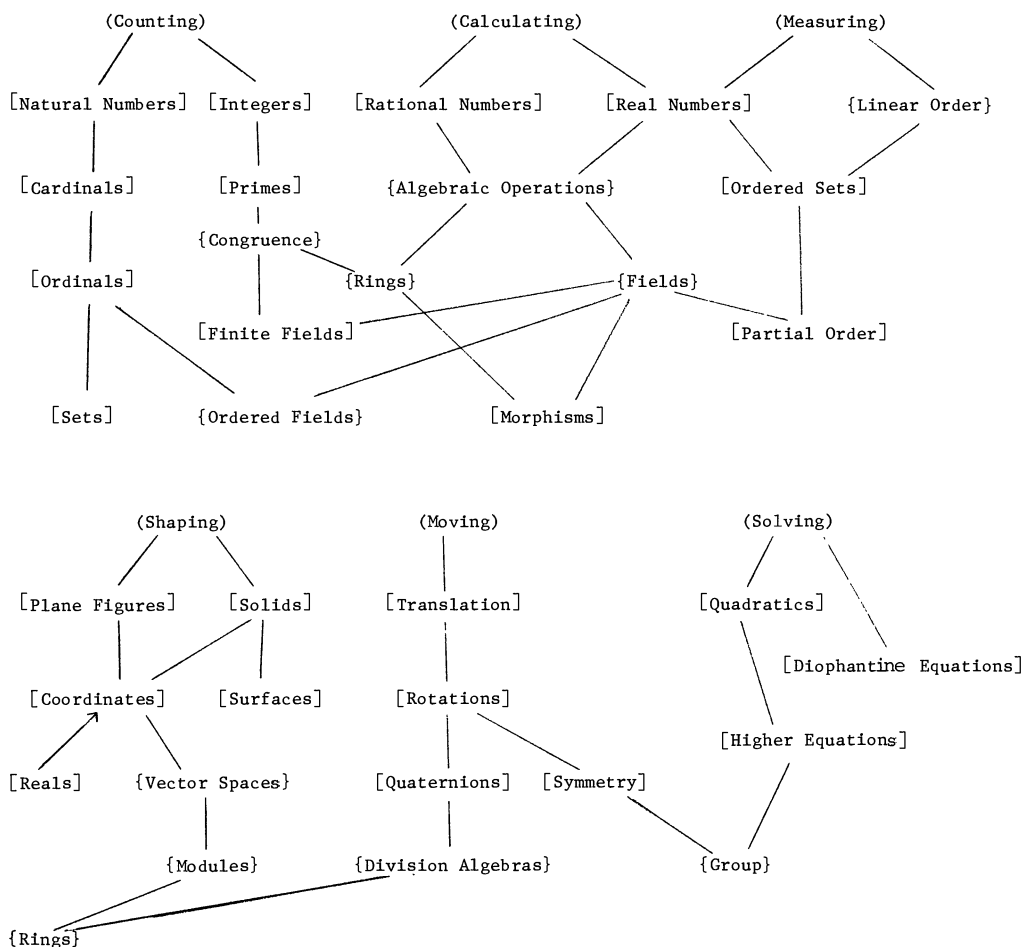 (Counting) (Calculating) (Measuring)
[Natural Numbers] [Integers] [Rational Numbers] [Real Numbers] {Linear Order}
[Cardinals] [Primes] {Algebraic Operations} [Ordered Sets]
{Congruence}
[Ordinals] {Rings} {Fields}
[Finite Fields] [Partial Order]
[Sets] {Ordered Fields} [Morphisms]
(Shaping) (Moving) (Solving)
[Plane Figures] [Solids] [Translation] [Quadratics]
[Diophantine Equations]
[Coordinates] [Surfaces] [Rotations]
[Higher Equations]
[Reals] {Vector Spaces} [Quaternions] [Symmetry]
{Modules} {Division Algebras} {Group}
{Rings}